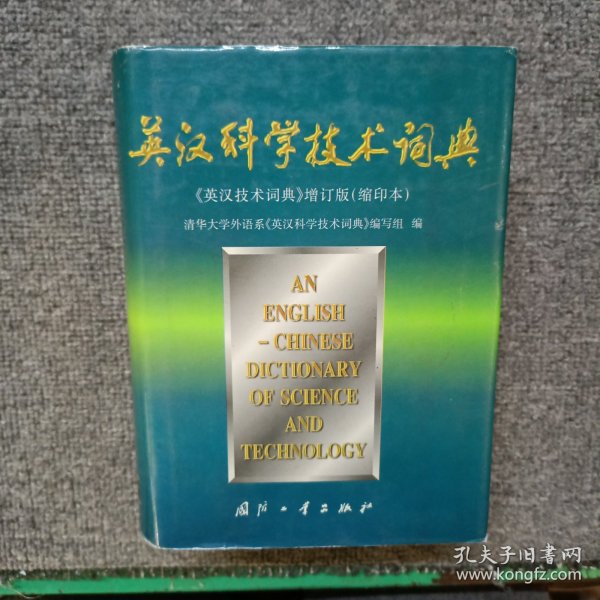 英汉科学技术词典
《英汉技术词典》增订版(缩印本)
清华大学外语系《英汉科学技术词典》编写组 编
AN
ENGLISH
-CHINESE
DICTIONARY
OF SCIENCE
AND
TECHNOLOGY
国防工业出版社
孔夫子旧书网
www.kongfz.com